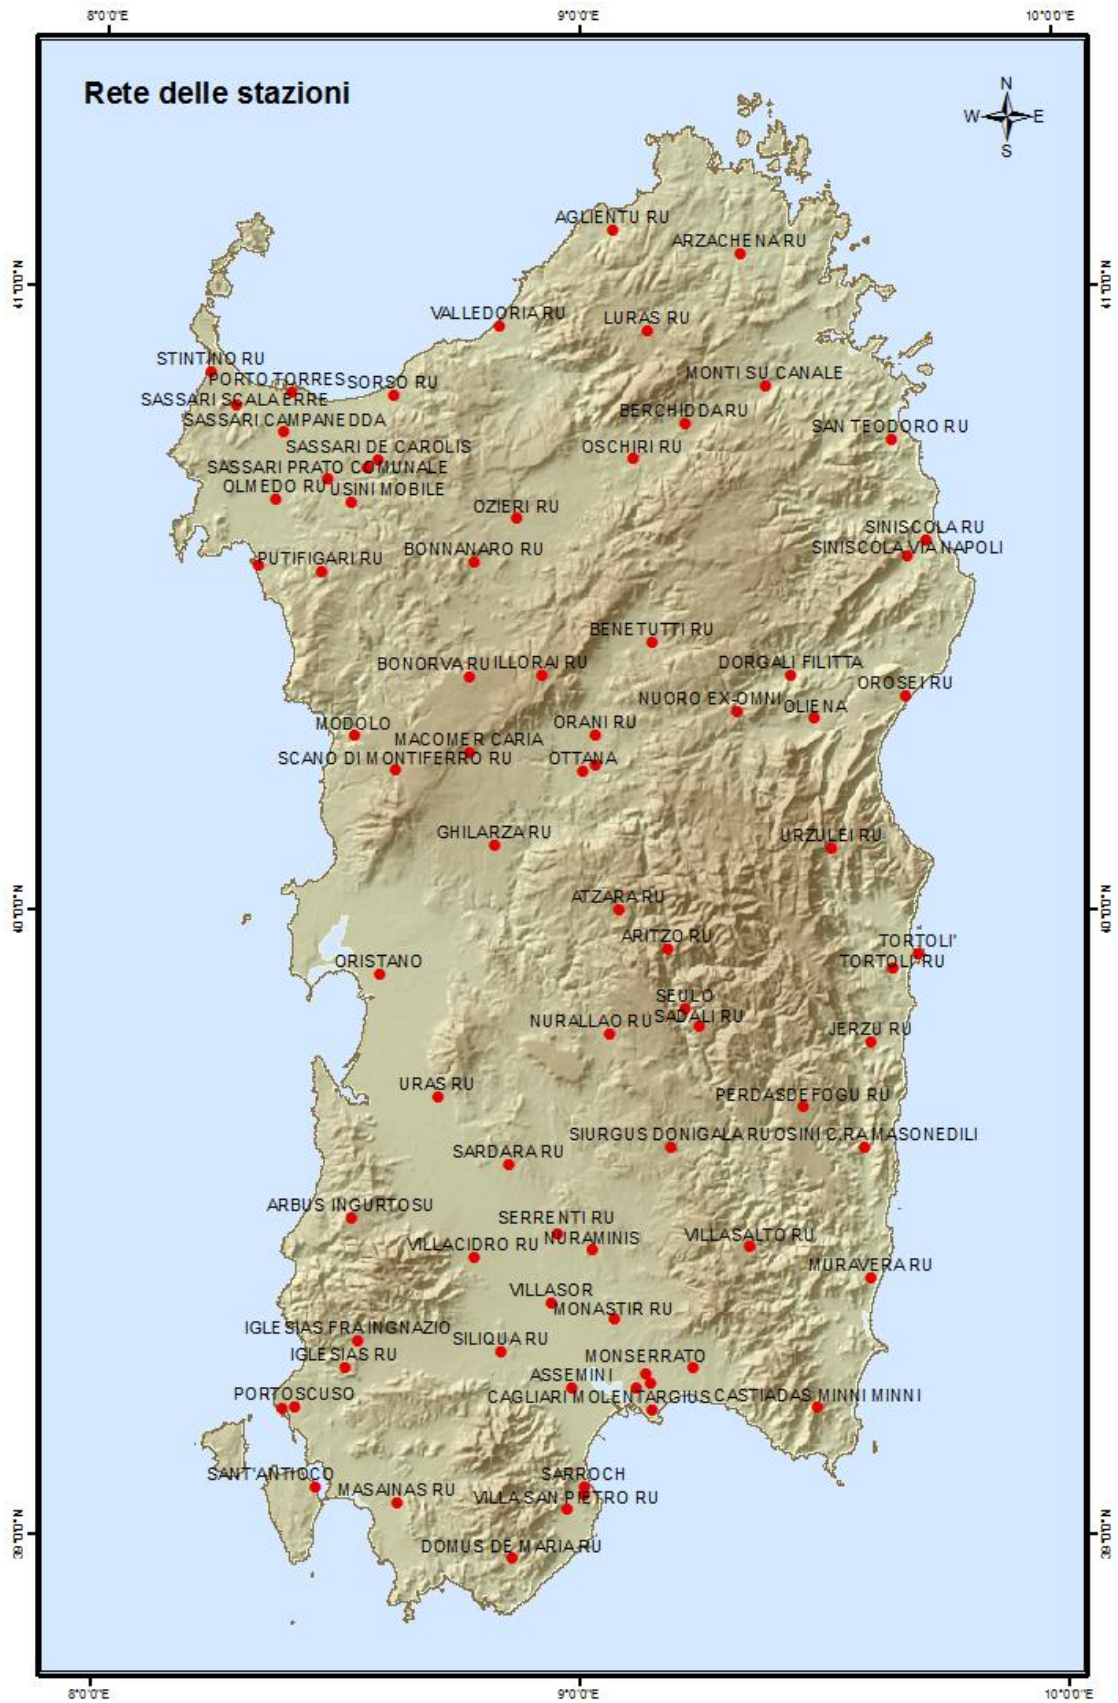 8°0'0"E
9°0'0"E
10°0'0"E
Rete delle stazioni
N
W
E
S
AGLIENTU RU
ARZACHENA RU
41°0'0"N
41°0'0"N
VALLEDORIA RU
LURAS RU
STINTINO RU
PORTO TORRES
SORSO RU
MONTI SU CANALE
SASSARI SCALA ERRE
SASSARI CAMPANEDDA
BERCHIDDA RU
SAN TEODORO RU
SASSARI DE CAROLIS
OSCHIRI RU
SASSARI PRATO COMUNALE
OLMEDO RU
USINI MOBILE
OZIERI RU
SINISCOLA RU
BONNANARO RU
SINISCOLA VIA NAPOLI
PUTIFIGARI RU
BENETUTTI RU
BONORVA RU
ILLORAI RU
DORGALI FILITTA
OROSEI RU
NUORO EX-OMNI
OLIENA
MODOLO
ORANI RU
MACOMER CARIA
SCANO DI MONTIFERRO RU
OTTANA
GHILARZA RU
URZULEI RU
ATZARA RU
40°0'0"N
40°0'0"N
ARITZO RU
TORTOLI'
ORISTANO
TORTOLI' RU
SEULO
SADALI RU
NURALLAO RU
JERZU RU
URAS RU
PERDASDEFOGU RU
SIURGUS DONIGALA RU
OSINI C.RA MASONEDILI
SARDARA RU
ARBUS INGURTOSU
SERRENTI RU
NURAMINIS
VILLACIDRO RU
VILLASALTO RU
MURAVERA RU
VILLASOR
MONASTIR RU
IGLESIAS FRAINGNAZIO
SILIQUA RU
IGLESIAS RU
MONSERRATO
ASSEMINI
PORTOSCUSO
CAGLIARI MOLENTARGIUS
CASTIADAS MINNI MINNI
SANT'ANTIOCO
SARROCH
MASAINAS RU
VILLA SAN PIETRO RU
39°0'0"N
39°0'0"N
DOMUS DE MARIA RU
8°0'0"E
9°0'0"E
10°0'0"E